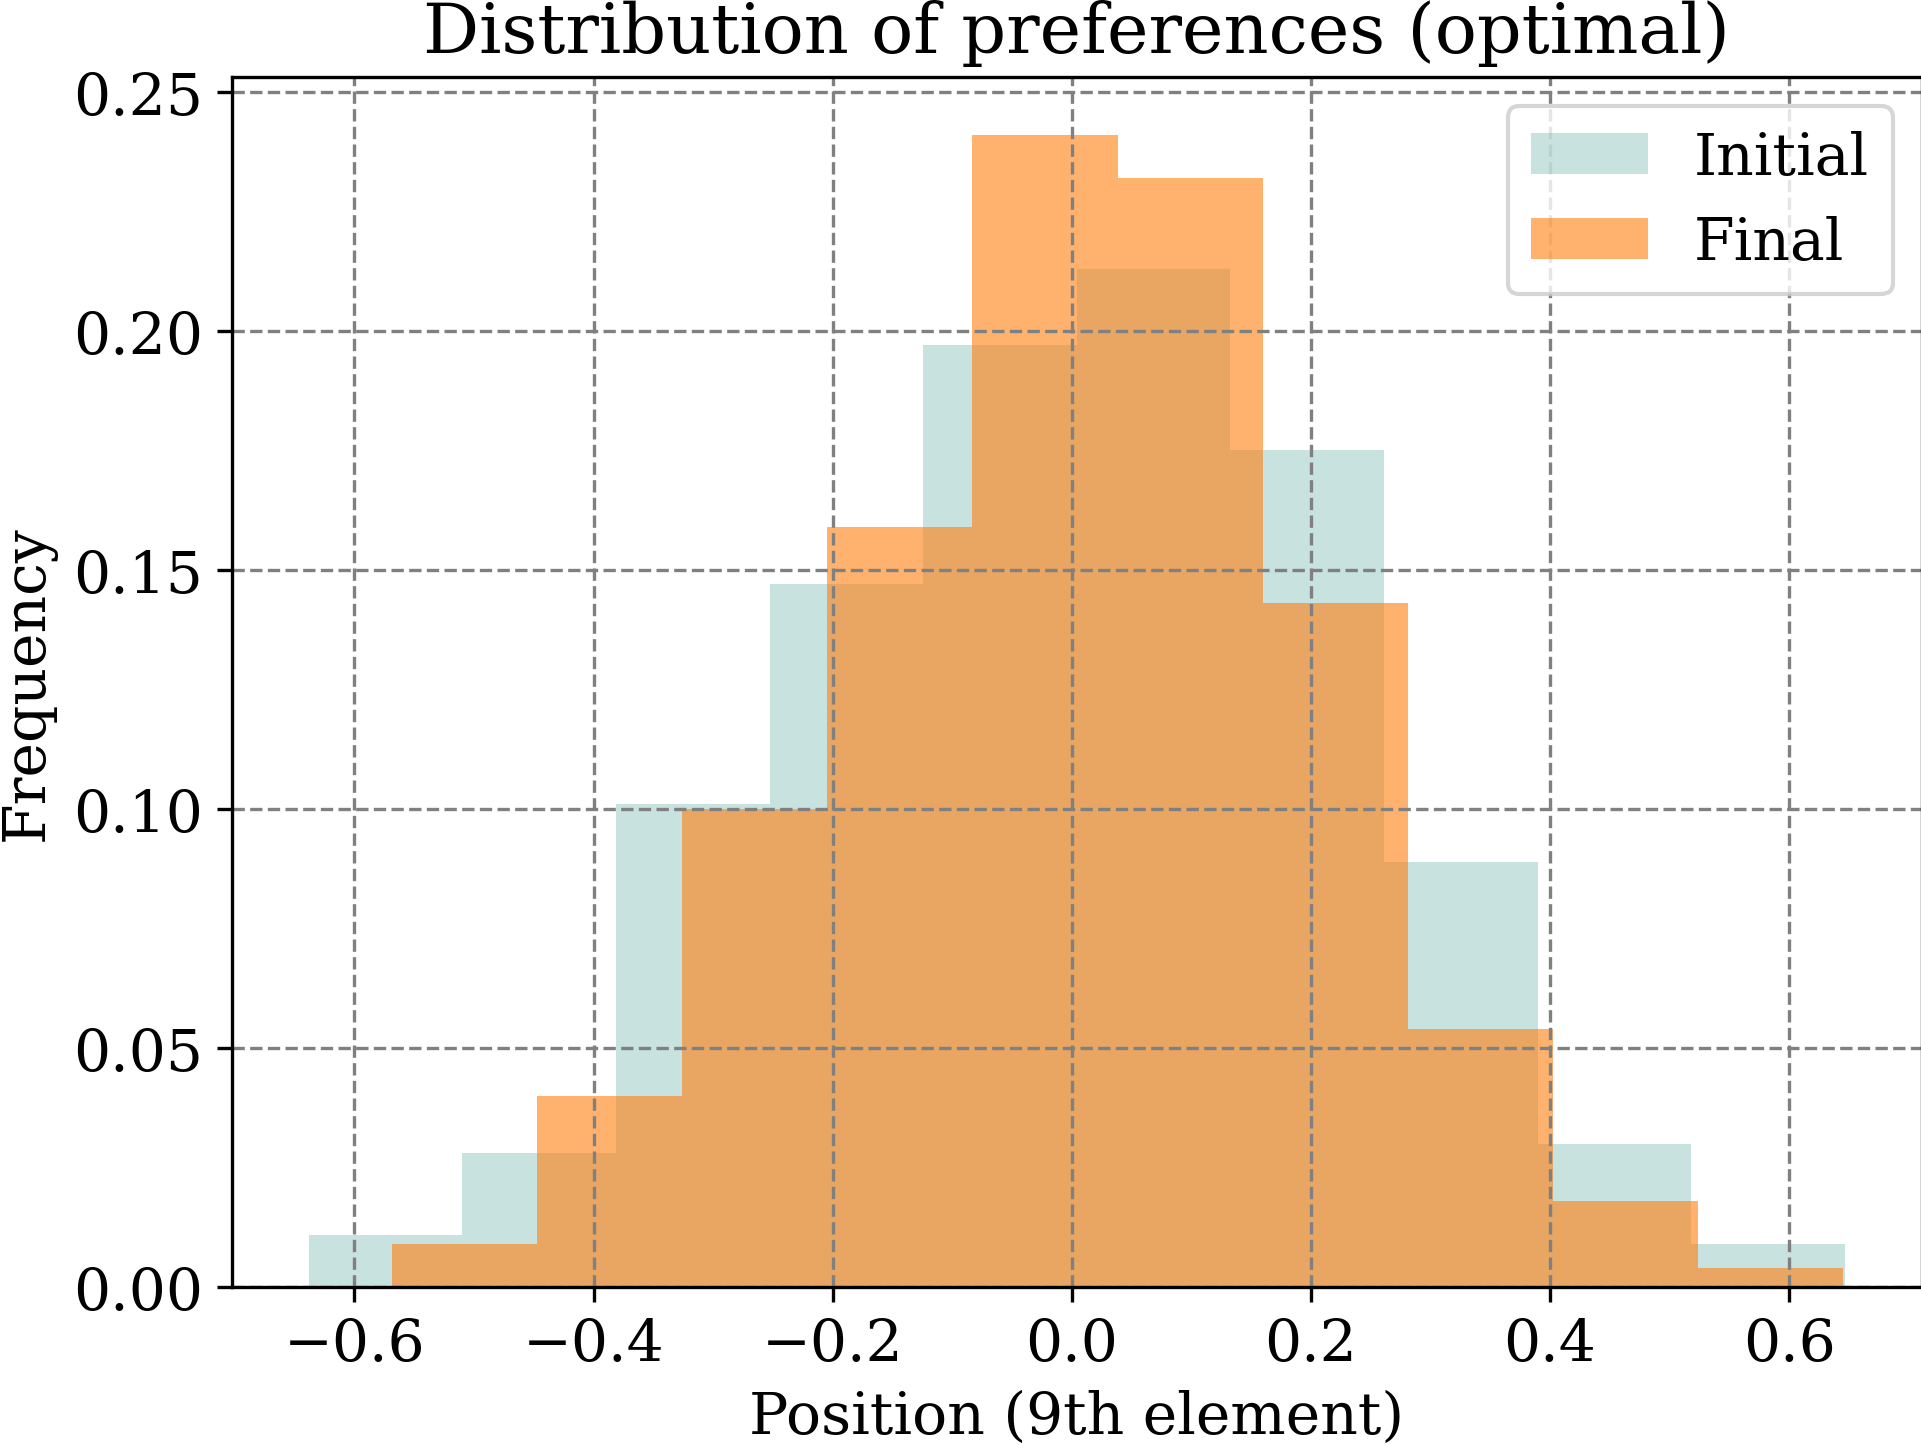 Distribution of preferences (optimal)
0.25
0.20
0.15
0.10
0.05
0.00
Frequency
Initial
Final
−0.6 −0.4 −0.2 0.0 0.2 0.4 0.6
Position (9th element)